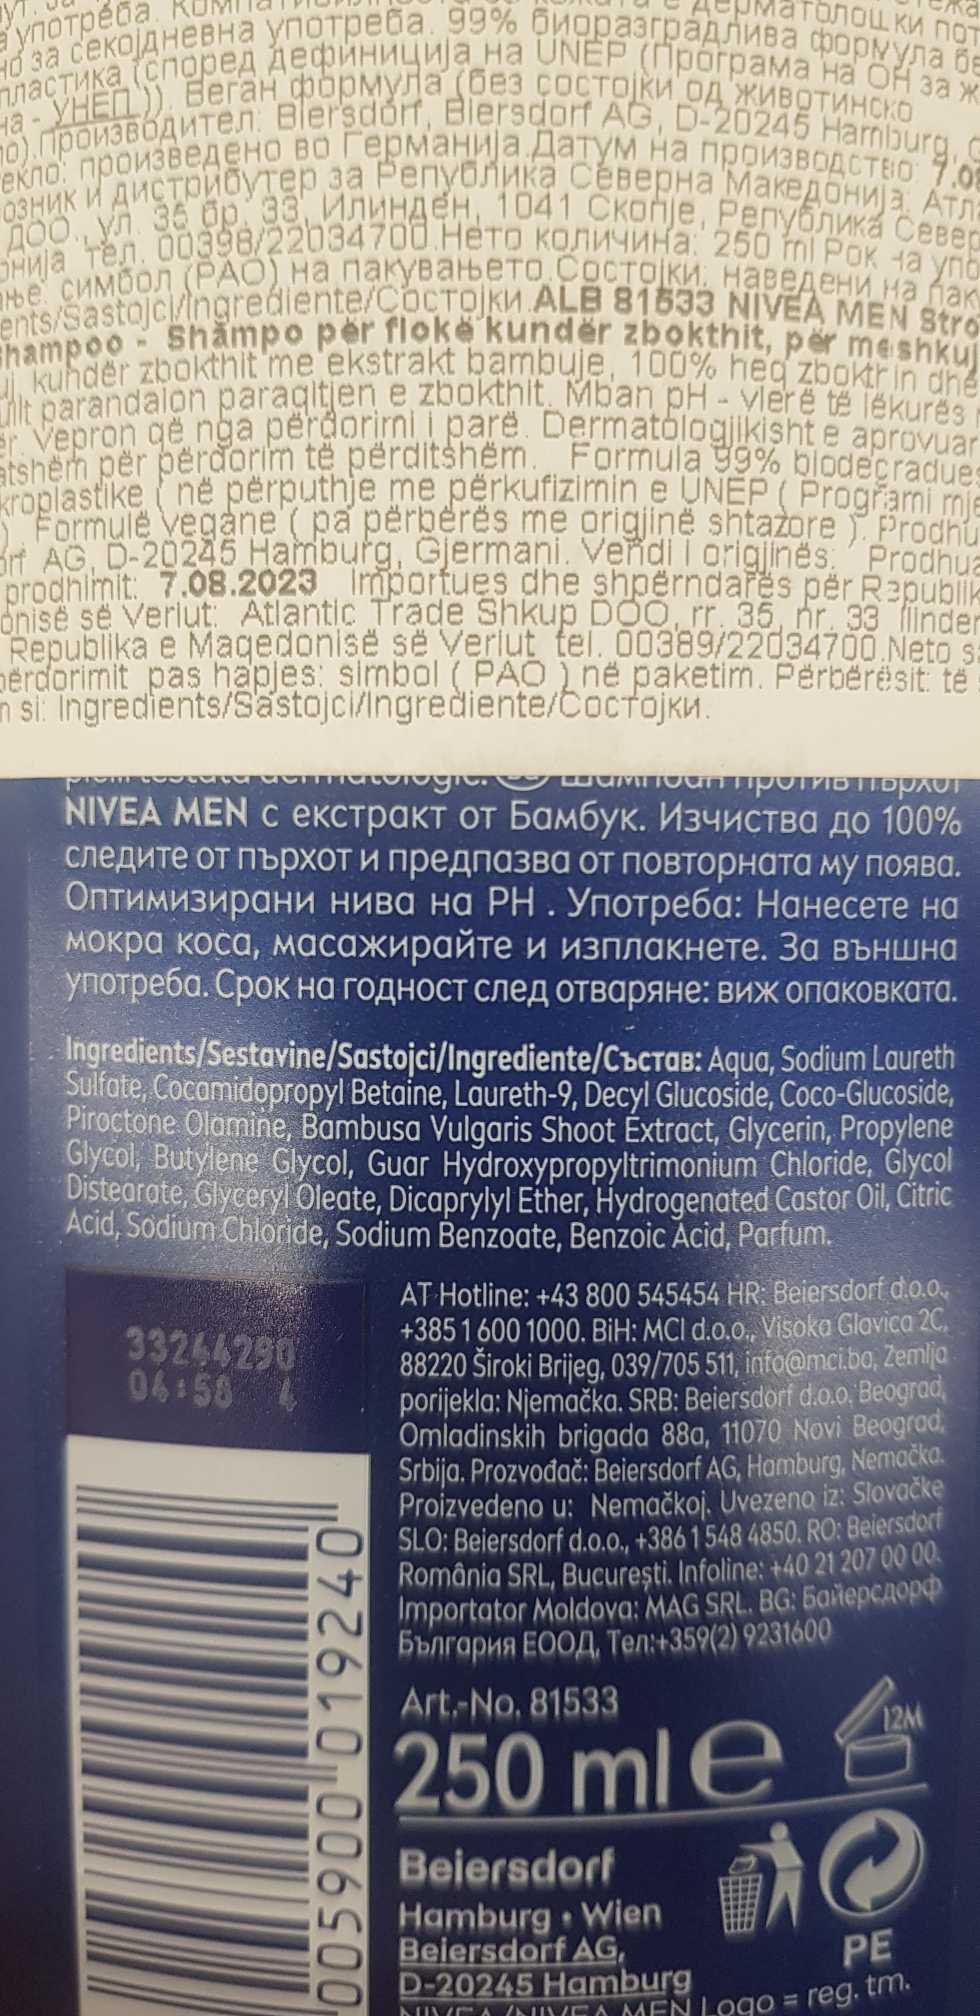 употреба.
но за секојдневна употреба. 99% биоразградлива формула бе
пластика (според дефиниција на UNEP (Програма на ОН за ж
на - УНЕП)). Веган формула (без состојки од животинско
Производител: Biersdorf, Biersdorf AG, D-20245 Hamburg,
екло: произведено во Германија.Датум на производство: 7.08
озник и дистрибутер за Република Северна Македонија: Атл
ДОО, ул. 35 бр. 33, Илинден, 1041 Скопје, Република Север
онија тел. 00398/22034700.Нето количина: 250 ml Рок на упо
ње: симбол (PAO) на пакувањето.Состојки: наведени на пак
ents/Sastojci/Ingrediente/Состојки.ALB 81533 NIVEA MEN Stro
hampoo - Shampo për flokë kundër zbokthit, për meshkuj
kundër zbokthit me ekstrakt bambuje, 100% heq zbokthin dhe
parandalon paraqitjen e zbokthit. Mban pH - vlerë të lëkurës
Vepron që nga përdorimi i parë. Dermatologjikisht e aprovuar
atshëm për përdorim të përditshëm. Formula 99% biodegradue
kroplastike ( në përputhje me përkufizimin e UNEP ( Programi mj
) Formulë vegane ( pa përbërës me origjinë shtazore ). Prodhu
orf AG, D-20245 Hamburg, Gjermani. Vendi i origjinës: Prodhua
prodhimit: 7.08.2023 Importues dhe shpërndarës për Republik
onisë së Veriut: Atlantic Trade Shkup DOO, rr. 35, nr. 33 Ilinden
Republika e Maqedonisë së Veriut tel. 00389/22034700.Neto s
përdorimit pas hapjes: simbol ( PAO ) në paketim. Përbërësit: të
n si: Ingredients/Sastojci/Ingrediente/Состојки.
NIVEA MEN с екстракт от Бамбук. Изчиства до 100%
следите от пърхот и предпазва от повторната му поява.
Оптимизирани нива на PH . Употреба: Нанесете на
мокра коса, масажирайте и изплакнете. За външна
употреба. Срок на годност след отваряне: виж опаковката.
Ingredients/Sestavine/Sastojci/Ingrediente/Състав: Aqua, Sodium Laureth
Sulfate, Cocamidopropyl Betaine, Laureth-9, Decyl Glucoside, Coco-Glucoside,
Piroctone Olamine, Bambusa Vulgaris Shoot Extract, Glycerin, Propylene
Glycol, Butylene Glycol, Guar Hydroxypropyltrimonium Chloride, Glycol
Distearate, Glyceryl Oleate, Dicaprylyl Ether, Hydrogenated Castor Oil, Citric
Acid, Sodium Chloride, Sodium Benzoate, Benzoic Acid, Parfum.
33244290
04:58 4
AT Hotline: +43 800 545454 HR: Beiersdorf d.o.o.,
+385 1 600 1000. BiH: MCI d.o.o., Visoka Glavica 2C,
88220 Široki Brijeg, 039/705 511, info@mci.ba, Zemlja
porijekla: Njemačka. SRB: Beiersdorf d.o.o. Beograd,
Omladinskih brigada 88a, 11070 Novi Beograd,
Srbija. Prozvođač: Beiersdorf AG, Hamburg, Nemačka.
Proizvedeno u: Nemačkoj. Uvezeno iz: Slovačke
SLO: Beiersdorf d.o.o., +386 1 548 4850. RO: Beiersdorf
România SRL, București. Infoline: +40 21 207 00 00.
Importator Moldova: MAG SRL. BG: Байерсдорф
България ЕООД, Тел:+359(2) 9231600
Art.-No. 81533
12M
250 ml e
Beiersdorf
Hamburg • Wien
Beiersdorf AG,
D-20245 Hamburg
PE
NIVEA/NIVEA MEN Logo = reg. tm.
005900 019240